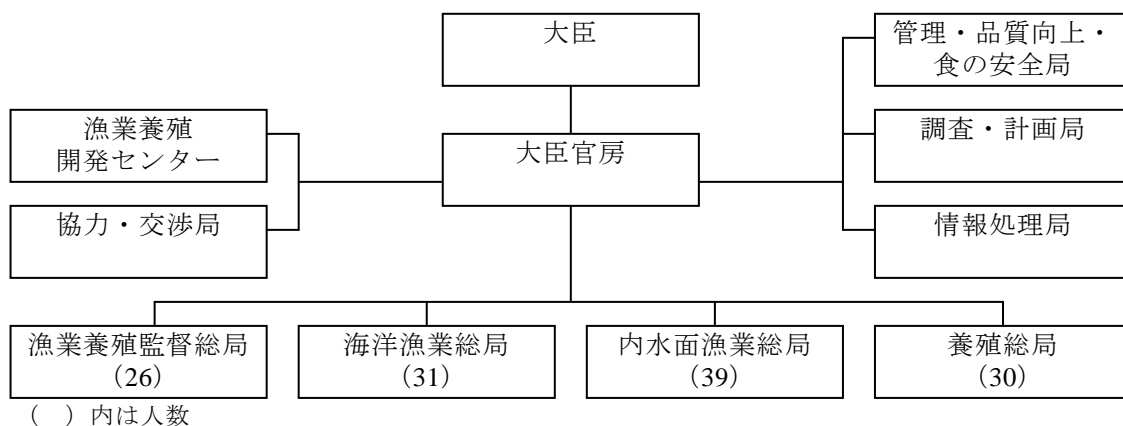 大臣
管理・品質向上・
食の安全局
漁業養殖
開発センター
大臣官房
調査・計画局
協力・交渉局
情報処理局
漁業養殖監督総局
(26)
海洋漁業総局
(31)
内水面漁業総局
(39)
養殖総局
(30)
（　）内は人数